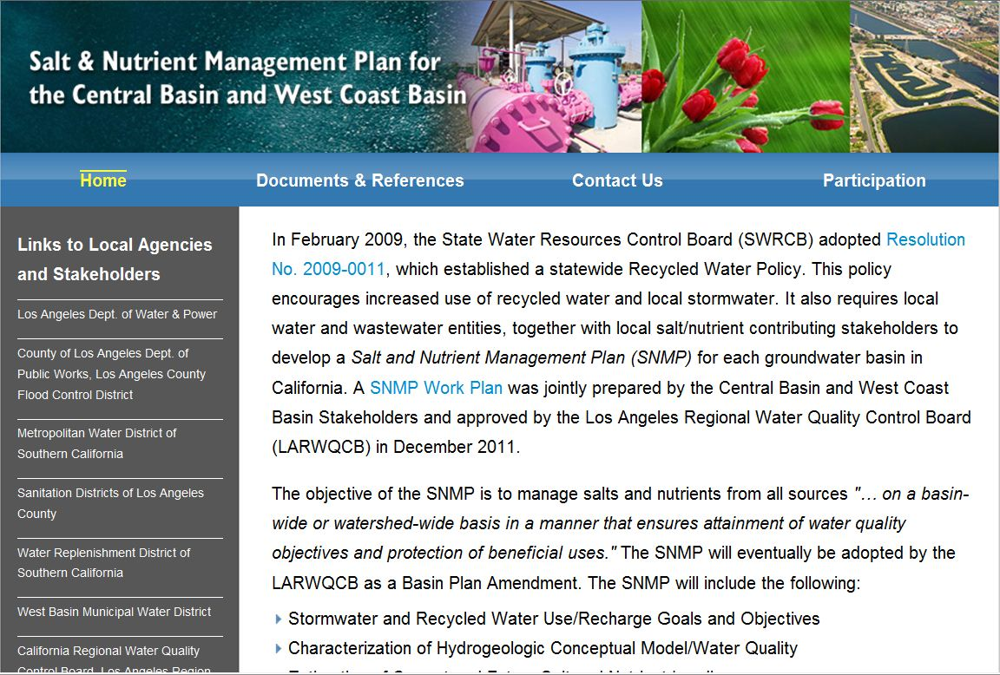 Salt & Nutrient Management Plan for
the Central Basin and West Coast Basin
Home
Documents & References
Contact Us
Participation
Links to Local Agencies
and Stakeholders
Los Angeles Dept. of Water & Power
County of Los Angeles Dept. of
Public Works, Los Angeles County
Flood Control District
Metropolitan Water District of
Southern California
Sanitation Districts of Los Angeles
County
Water Replenishment District of
Southern California
West Basin Municipal Water District
California Regional Water Quality
Control Board, Los Angeles Region
In February 2009, the State Water Resources Control Board (SWRCB) adopted Resolution
No. 2009-0011, which established a statewide Recycled Water Policy. This policy
encourages increased use of recycled water and local stormwater. It also requires local
water and wastewater entities, together with local salt/nutrient contributing stakeholders to
develop a Salt and Nutrient Management Plan (SNMP) for each groundwater basin in
California. A SNMP Work Plan was jointly prepared by the Central Basin and West Coast
Basin Stakeholders and approved by the Los Angeles Regional Water Quality Control Board
(LARWQCB) in December 2011.
The objective of the SNMP is to manage salts and nutrients from all sources "… on a basin-
wide or watershed-wide basis in a manner that ensures attainment of water quality
objectives and protection of beneficial uses." The SNMP will eventually be adopted by the
LARWQCB as a Basin Plan Amendment. The SNMP will include the following:
Stormwater and Recycled Water Use/Recharge Goals and Objectives
Characterization of Hydrogeologic Conceptual Model/Water Quality